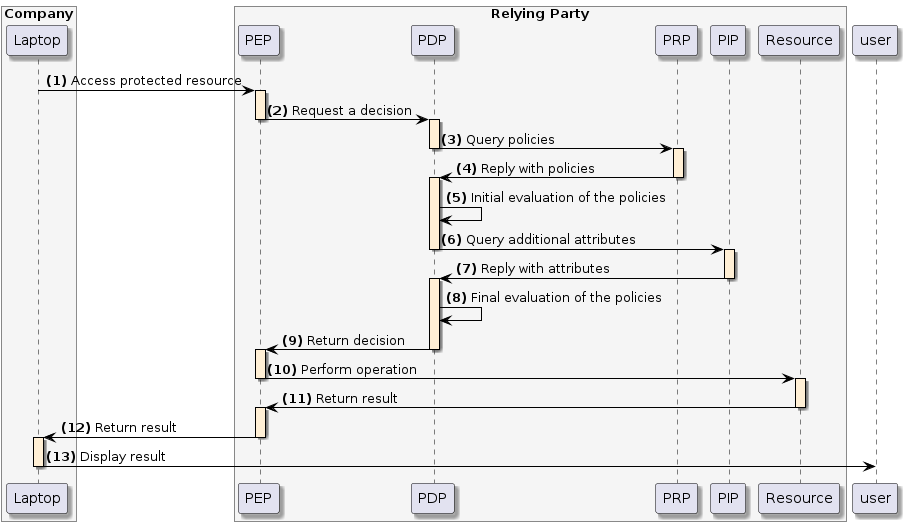 Company
Relying Party
Laptop
PEP
PDP
PRP
PIP
Resource
user
(1) Access protected resource
(2) Request a decision
(3) Query policies
(4) Reply with policies
(5) Initial evaluation of the policies
(6) Query additional attributes
(7) Reply with attributes
(8) Final evaluation of the policies
(9) Return decision
(10) Perform operation
(11) Return result
(12) Return result
(13) Display result
Laptop
PEP
PDP
PRP
PIP
Resource
user